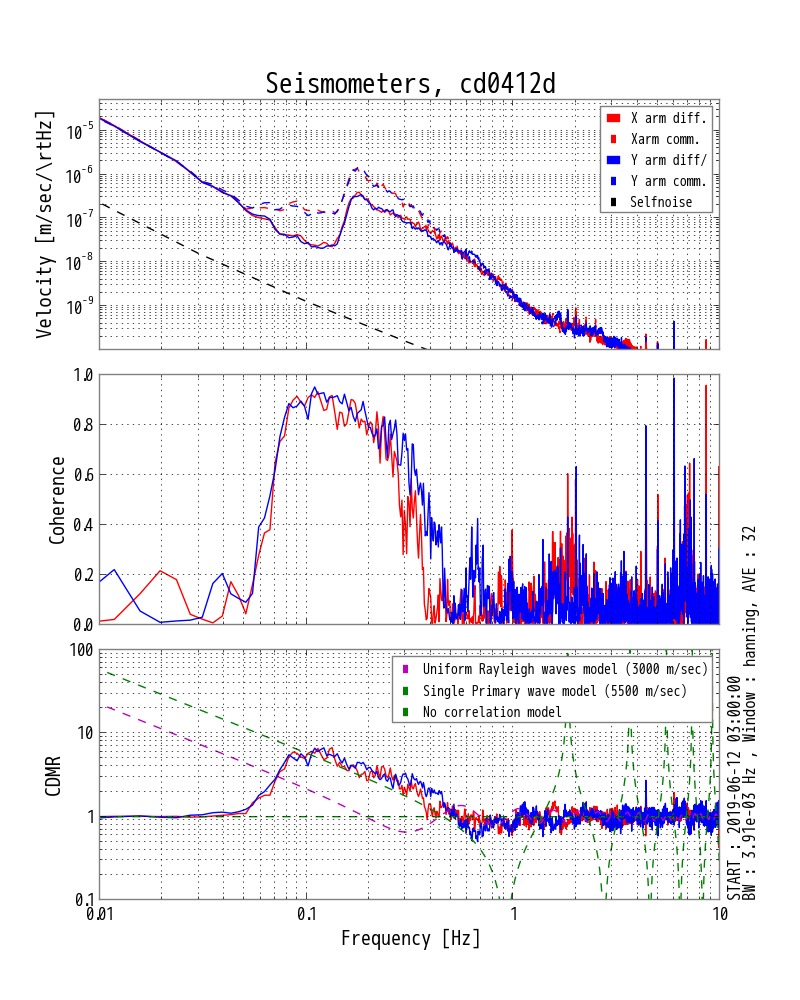 Seismometers, cd0412d
Velocity [m/sec/\rtHz]
10^-5
10^-6
10^-7
10^-8
10^-9
X arm diff.
Xarm comm.
Y arm diff/
Y arm comm.
Selfnoise
Coherence
1.0
0.8
0.6
0.4
0.2
0.0
CDMR
100
10
1
0.1
Uniform Rayleigh waves model (3000 m/sec)
Single Primary wave model (5500 m/sec)
No correlation model
0.01
0.1
1
10
Frequency [Hz]
START : 2019-06-12 03:00:00
BW : 3.91e-03 Hz , Window : hanning, AVE : 32